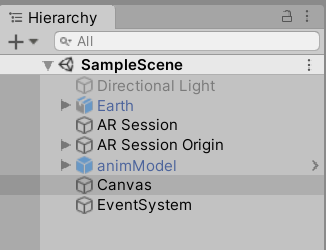 Hierarchy
All
SampleScene
Directional Light
Earth
AR Session
AR Session Origin
animModel
Canvas
EventSystem